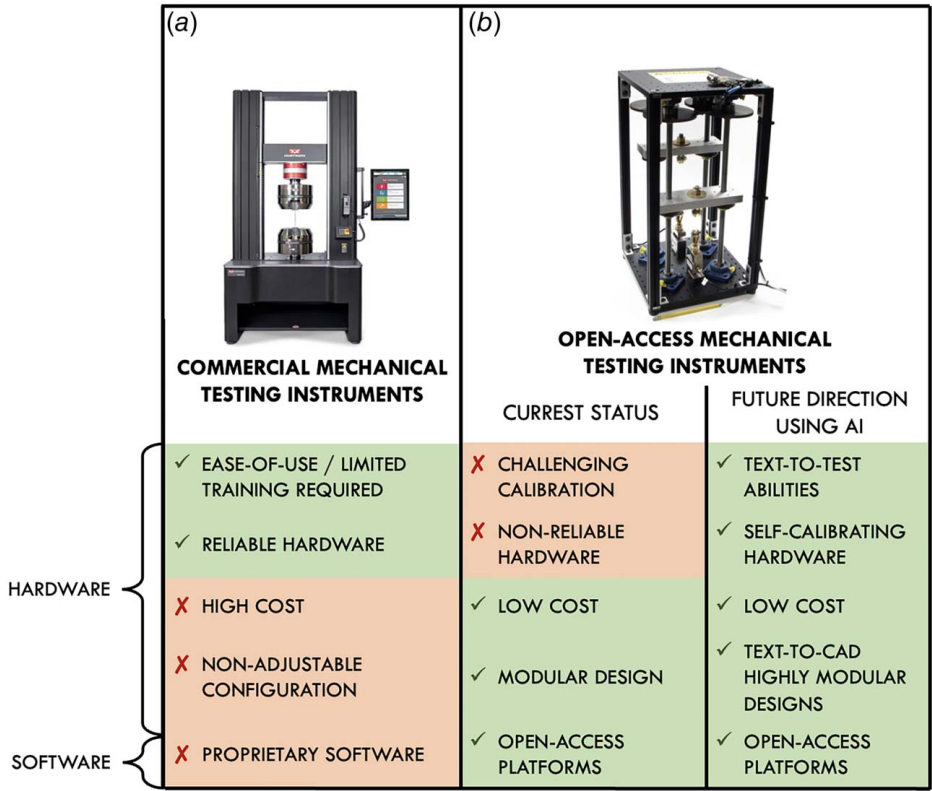 (a)
COMMERCIAL MECHANICAL
TESTING INSTRUMENTS
(b)
OPEN-ACCESS MECHANICAL
TESTING INSTRUMENTS
CURREST STATUS
FUTURE DIRECTION
USING AI
HARDWARE
✓ EASE-OF-USE / LIMITED
TRAINING REQUIRED
✓ RELIABLE HARDWARE
✗ HIGH COST
✗ NON-ADJUSTABLE
CONFIGURATION
SOFTWARE
✗ PROPRIETARY SOFTWARE
✗ CHALLENGING
CALIBRATION
✗ NON-RELIABLE
HARDWARE
✓ LOW COST
✓ MODULAR DESIGN
✓ OPEN-ACCESS
PLATFORMS
✓ TEXT-TO-TEST
ABILITIES
✓ SELF-CALIBRATING
HARDWARE
✓ LOW COST
✓ TEXT-TO-CAD
HIGHLY MODULAR
DESIGNS
✓ OPEN-ACCESS
PLATFORMS